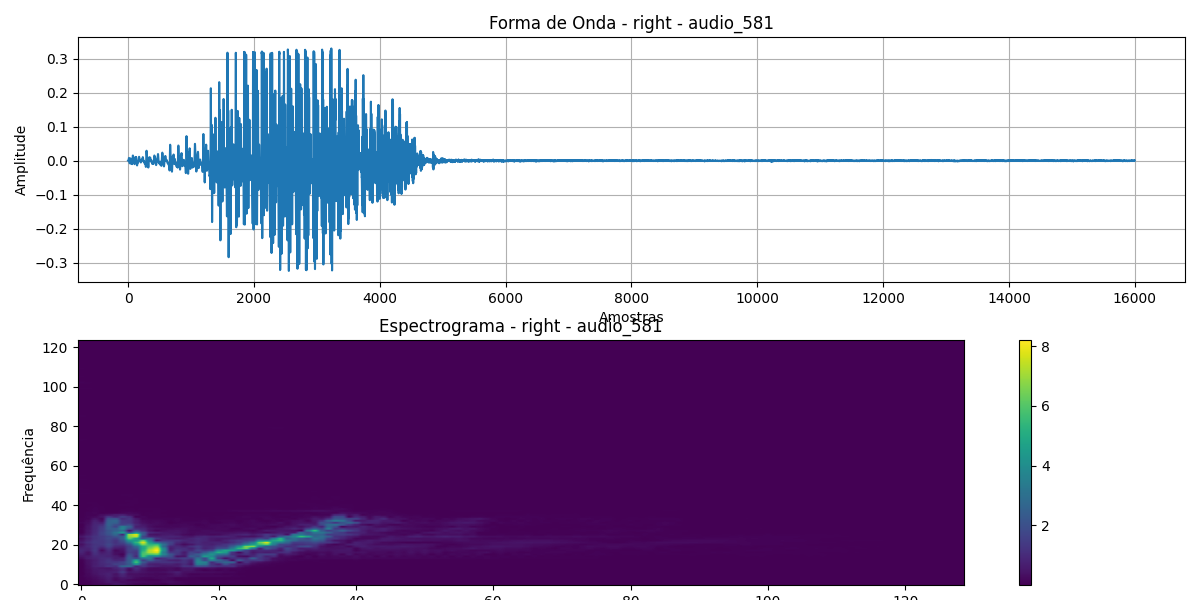 Forma de Onda - right - audio_581
0.3
0.2
0.1
0.0
−0.1
−0.2
−0.3
Amplitude
0 2000 4000 6000 8000 10000 12000 14000 16000
Amostras
Espectrograma - right - audio_581
120
100
80
60
40
20
0
Frequência
0 20 40 60 80 100 120
8
6
4
2